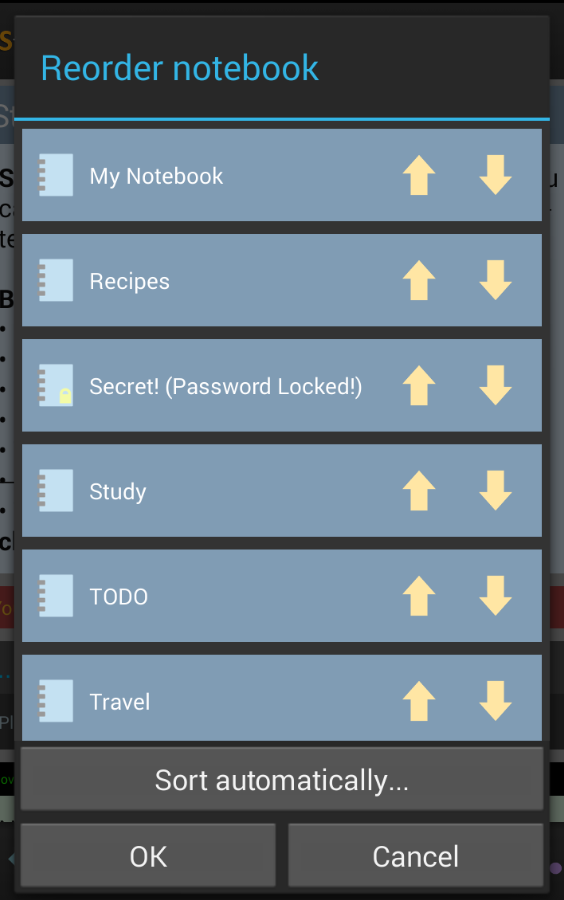 Reorder notebook
My Notebook
Recipes
Secret! (Password Locked!)
Study
TODO
Travel
Sort automatically...
OK
Cancel